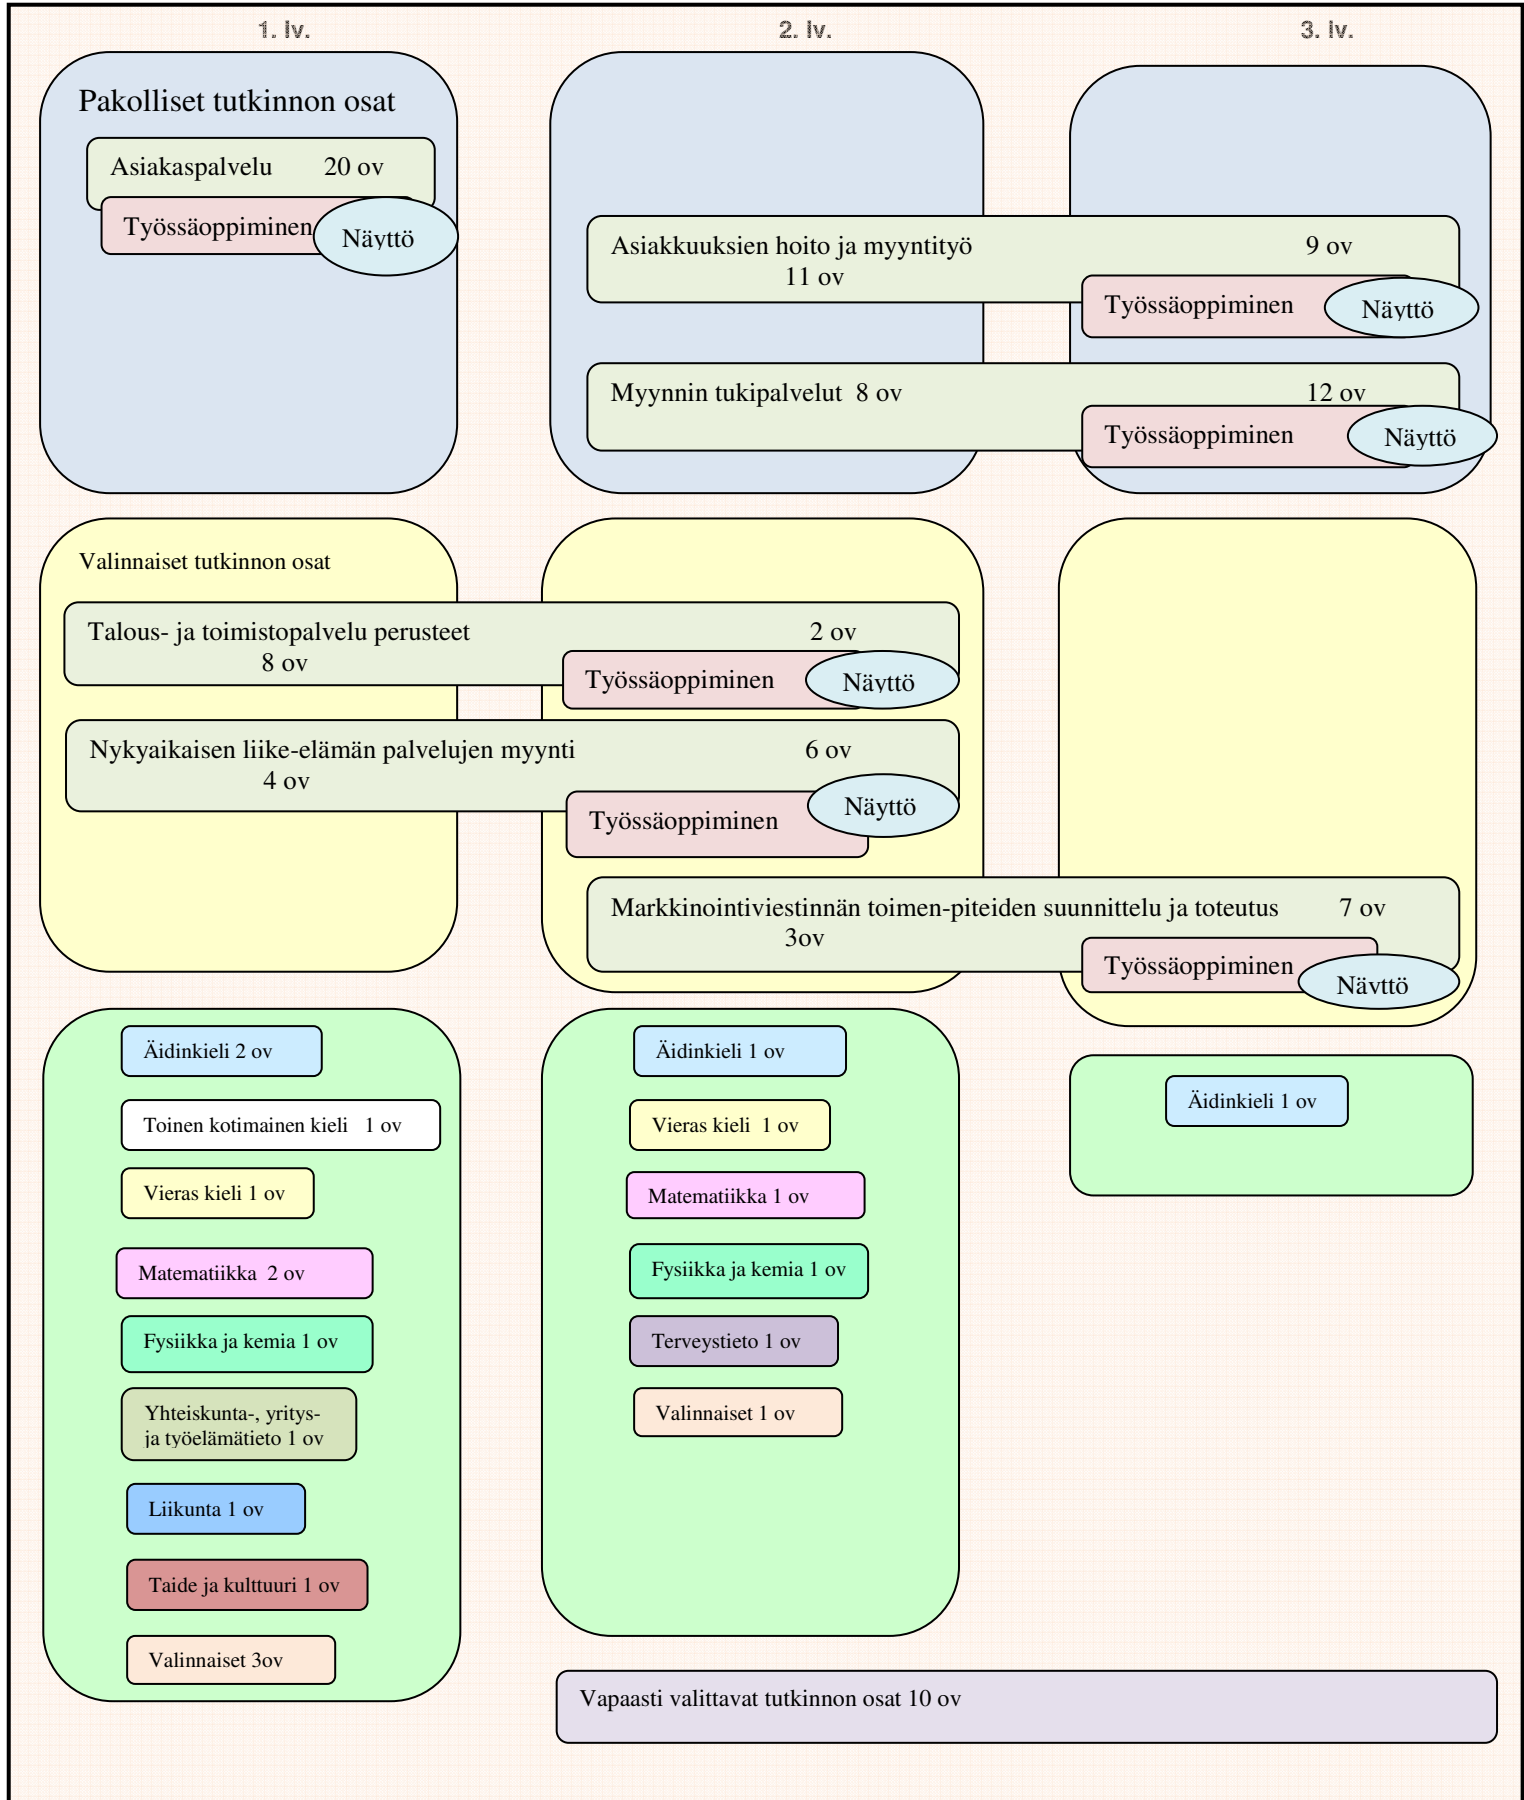 1. lv. 2. lv. 3. lv.
Pakolliset tutkinnon osat
Asiakaspalvelu 20 ov
Työssäoppiminen Näyttö
Asiakkuuksien hoito ja myyntityö 9 ov
11 ov
Työssäoppiminen Näyttö
Myynnin tukipalvelut 8 ov 12 ov
Työssäoppiminen Näyttö
Valinnaiset tutkinnon osat
Talous- ja toimistopalvelu perusteet 2 ov
8 ov
Työssäoppiminen Näyttö
Nykyaikaisen liike-elämän palvelujen myynti 6 ov
4 ov
Työssäoppiminen Näyttö
Markkinointiviestinnän toimen-piteiden suunnittelu ja toteutus 7 ov
3ov
Työssäoppiminen Näyttö
Äidinkieli 2 ov
Toinen kotimainen kieli 1 ov
Vieras kieli 1 ov
Matematiikka 2 ov
Fysiikka ja kemia 1 ov
Yhteiskunta-, yritys-
ja työelämätieto 1 ov
Liikunta 1 ov
Taide ja kulttuuri 1 ov
Valinnaiset 3ov
Äidinkieli 1 ov
Vieras kieli 1 ov
Matematiikka 1 ov
Fysiikka ja kemia 1 ov
Terveystieto 1 ov
Valinnaiset 1 ov
Äidinkieli 1 ov
Vapaasti valittavat tutkinnon osat 10 ov